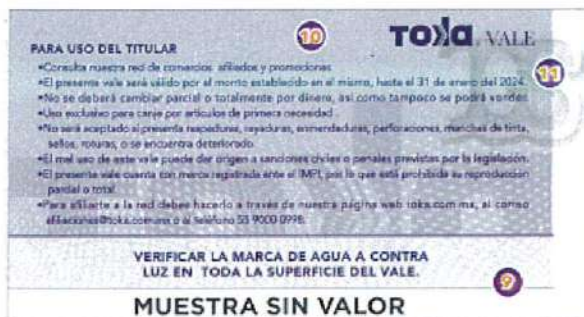 10
TOKA VALE
PARA USO DEL TITULAR
•Consulta nuestra red de comercios afiliados y promociones
•El presente vale será válido por el monto establecido en el mismo, hasta el 31 de enero del 2024.
11
•No se deberá cambiar parcial o totalmente por dinero, así como tampoco se podrá vender.
•Uso exclusivo para canje por artículos de primera necesidad.
•No será aceptado si presenta raspaduras, rayaduras, enmendaduras, perforaciones, manchas de tinta,
sellos, roturas, o se encuentra deteriorado.
•El mal uso de este vale puede dar origen a sanciones civiles o penales previstas por la legislación.
•El presente vale cuenta con marca registrada ante el IMPI, por lo que está prohibida su reproducción
parcial o total
•Para afiliarte a la red debes hacerlo a través de nuestra página web toka.com.mx, al correo
afiliaciones@toka.com.mx o al teléfono 55 9000 0998.
VERIFICAR LA MARCA DE AGUA A CONTRA
LUZ EN TODA LA SUPERFICIE DEL VALE.
9
MUESTRA SIN VALOR